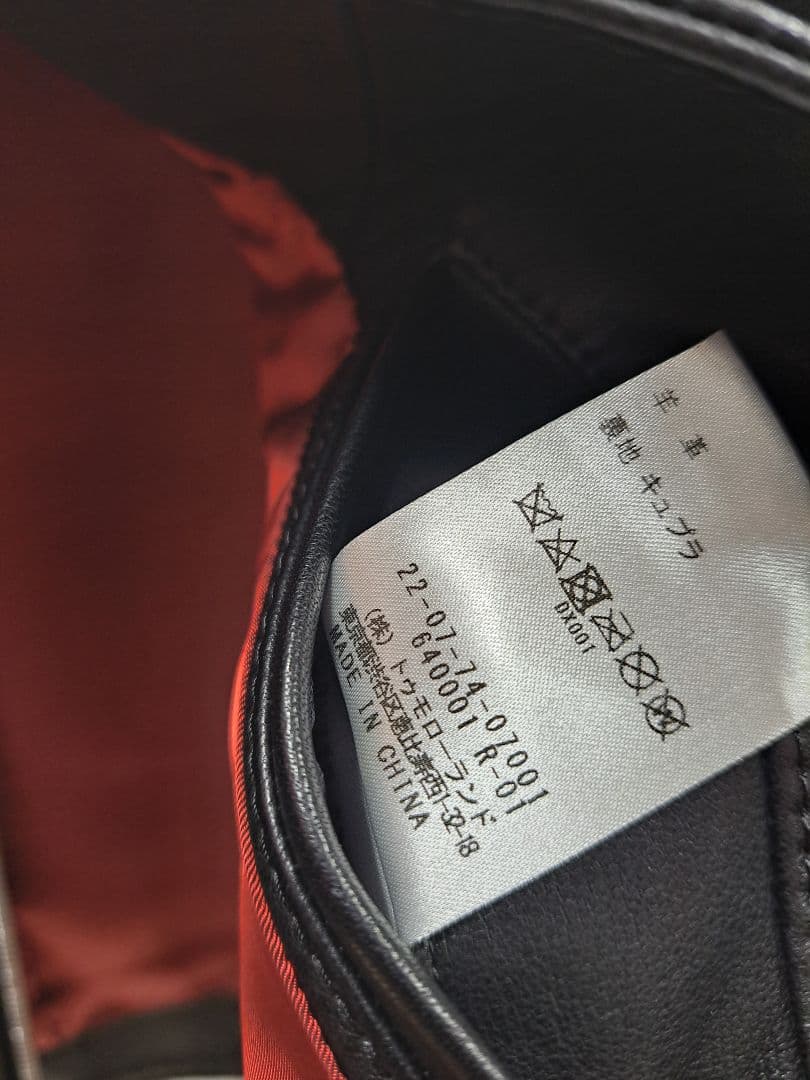 羊 革
裏地 キュプラ
DX001
22-07-74-07001
640001 R-01
(株) トゥモローランド
東京都渋谷区恵比寿西1-32-18
MADE IN CHINA